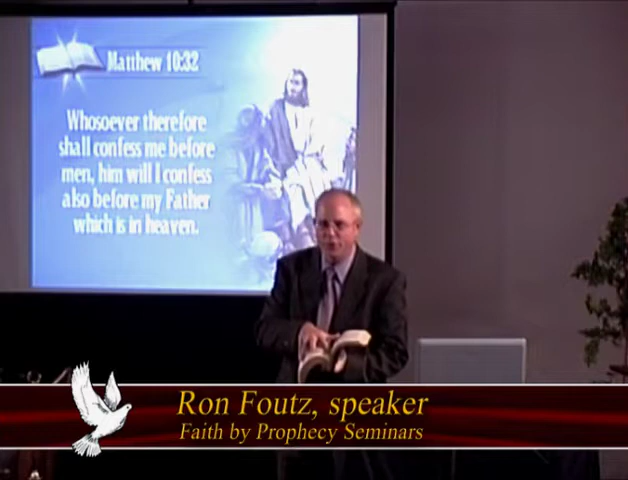 Matthew 10:32
Whosoever therefore
shall confess me before
men, him will I confess
also before my Father
which is in heaven.
Ron Foutz, speaker
Faith by Prophecy Seminars